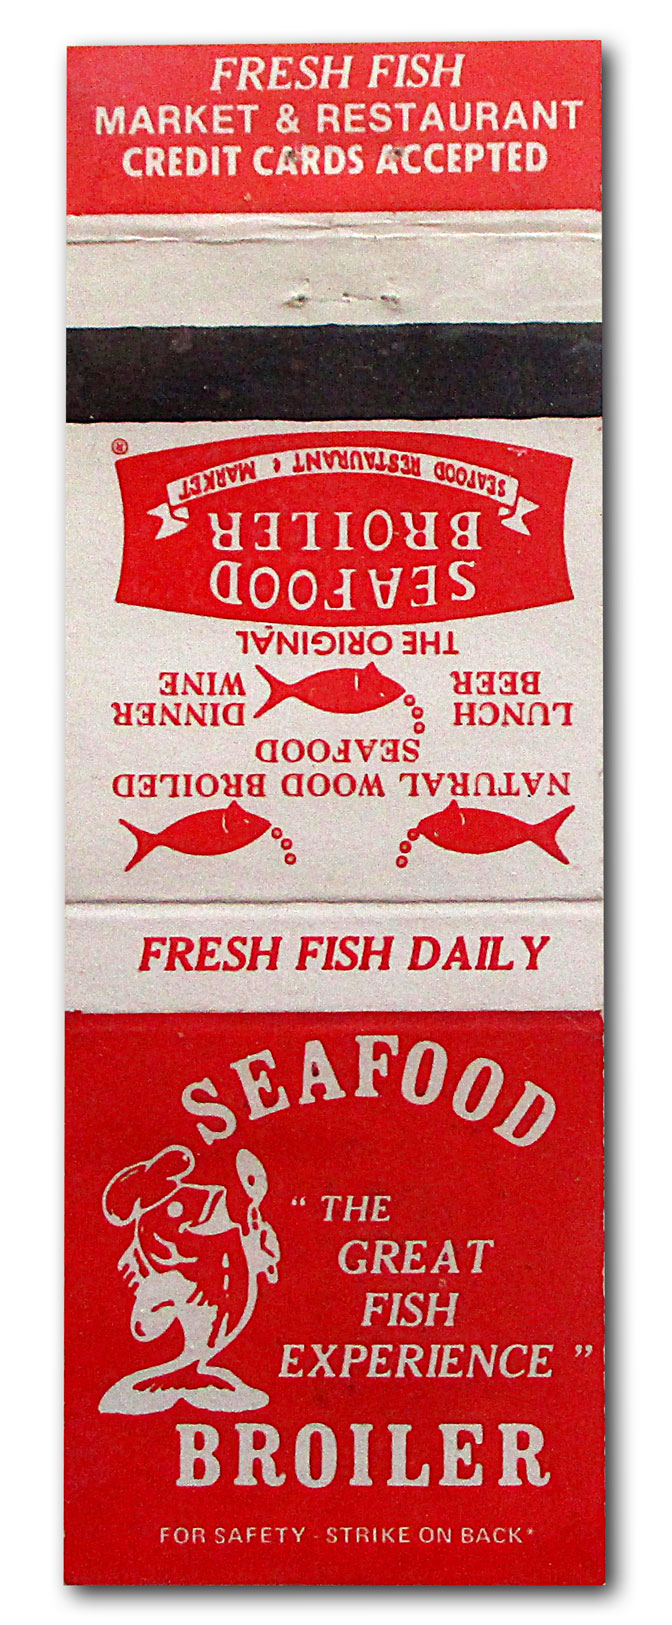 FRESH FISH
MARKET & RESTAURANT
CREDIT CARDS ACCEPTED
NATURAL WOOD BROILED
SEAFOOD
LUNCH DINNER
BEER WINE
THE ORIGINAL
SEAFOOD
BROILER
SEAFOOD RESTAURANT & MARKET
®
FRESH FISH DAILY
SEAFOOD
“ THE
GREAT
FISH
EXPERIENCE ”
BROILER
FOR SAFETY - STRIKE ON BACK*